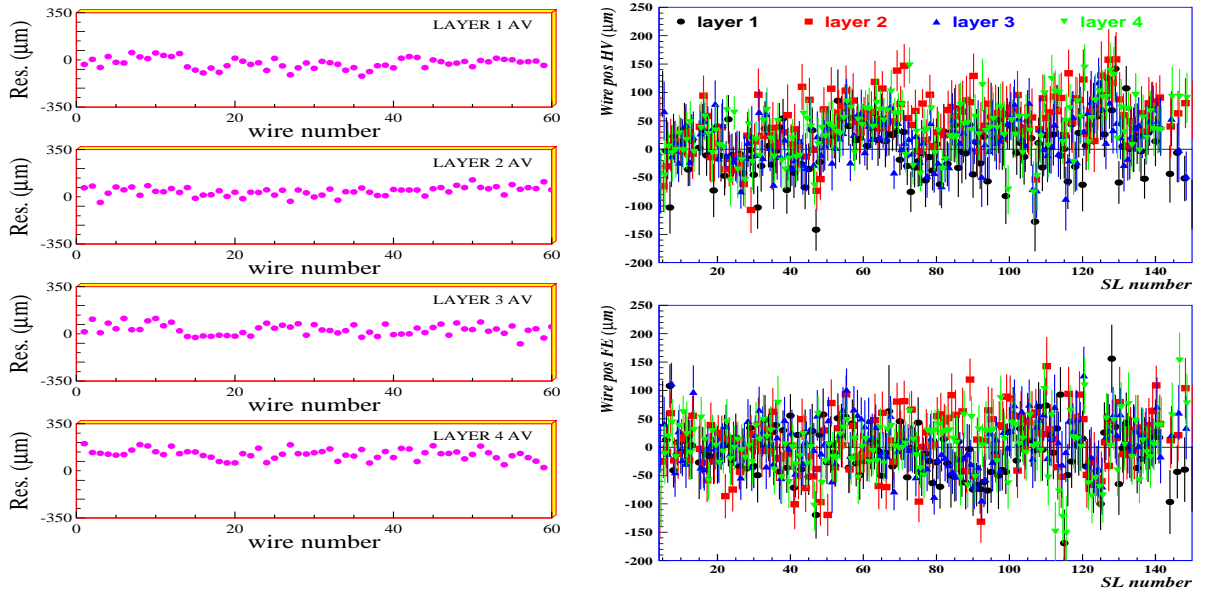 350
LAYER 1 AV
Res. (μm)
0
-350
0 20 40 60
wire number
350
LAYER 2 AV
Res. (μm)
0
-350
0 20 40 60
wire number
350
LAYER 3 AV
Res. (μm)
0
-350
0 20 40 60
wire number
350
LAYER 4 AV
Res. (μm)
0
-350
0 20 40 60
wire number
Wire pos HV (μm)
layer 1 layer 2 layer 3 layer 4
250
200
150
100
50
0
-50
-100
-150
-200
20 40 60 80 100 120 140
SL number
Wire pos FE (μm)
250
200
150
100
50
0
-50
-100
-150
-200
20 40 60 80 100 120 140
SL number